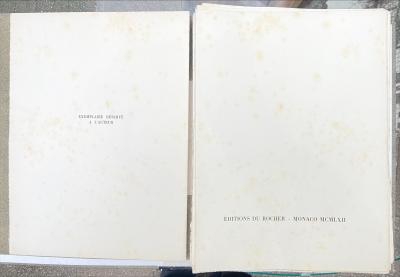 EXEMPLAIRE RÉSERVÉ
A L'AUTEUR
EDITIONS DU ROCHER - MONACO MCMLXII